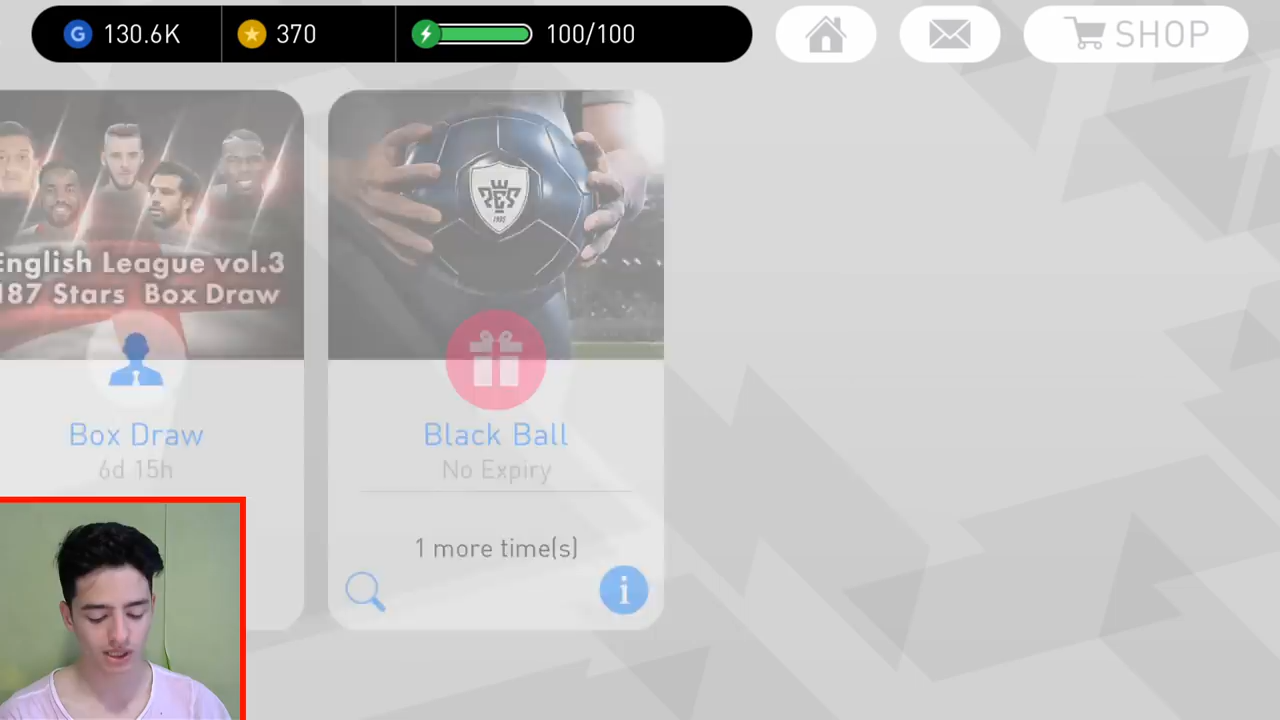 G 130.6K 370 100/100 SHOP
English League vol.3
187 Stars Box Draw
PES
Box Draw
6d 15h
Black Ball
No Expiry
1 more time(s)
i